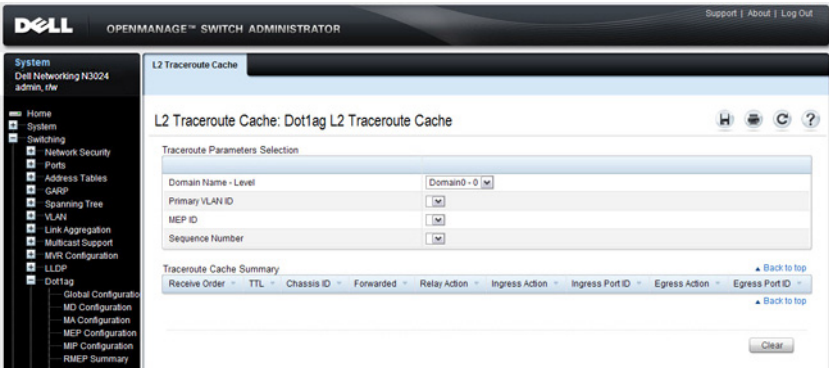 DELL
OPENMANAGE™ SWITCH ADMINISTRATOR
Support | About | Log Out
System
Dell Networking N3024
admin, r/w
Home
System
Switching
Network Security
Ports
Address Tables
GARP
Spanning Tree
VLAN
Link Aggregation
Multicast Support
MVR Configuration
LLDP
Dot1ag
Global Configuratio
MD Configuration
MA Configuration
MEP Configuration
MIP Configuration
RMEP Summary
L2 Traceroute Cache
L2 Traceroute Cache: Dot1ag L2 Traceroute Cache
Traceroute Parameters Selection
Domain Name - Level Domain0 - 0
Primary VLAN ID
MEP ID
Sequence Number
Traceroute Cache Summary
Back to top
Receive Order TTL Chassis ID Forwarded Relay Action Ingress Action Ingress Port ID Egress Action Egress Port ID
Back to top
Clear